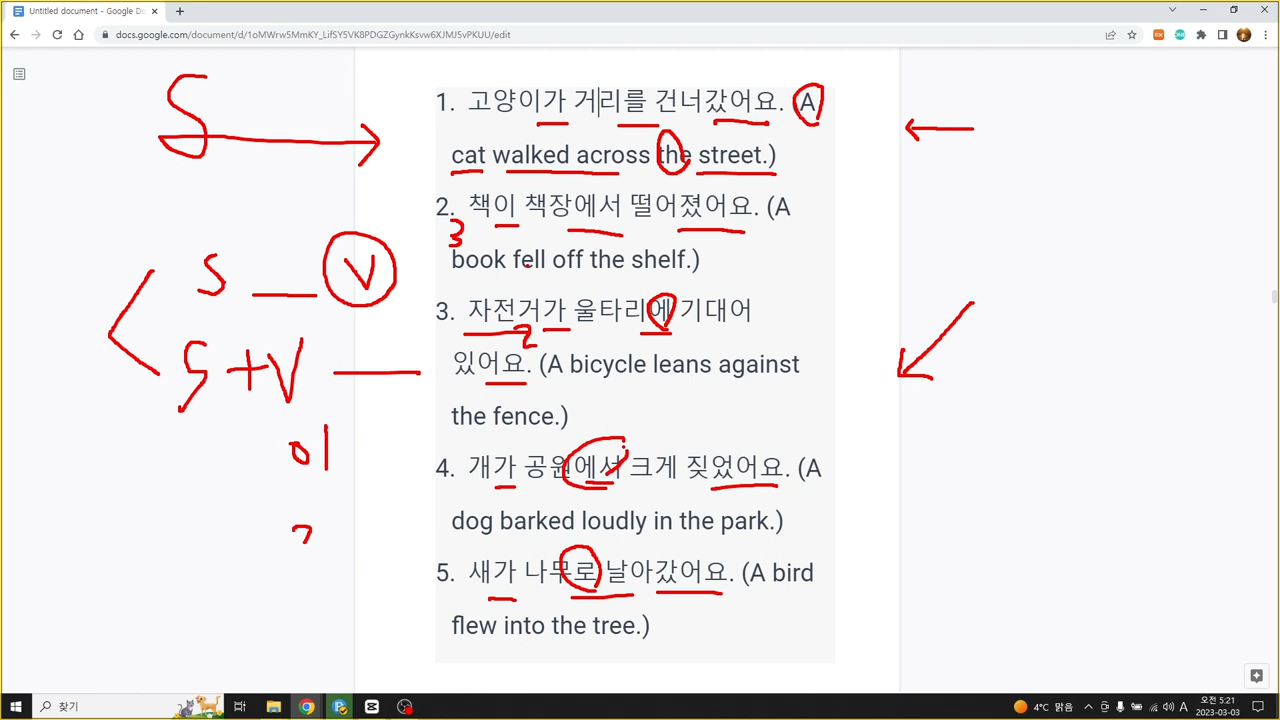 Untitled document - Google Do
docs.google.com/document/d/1oMWrw5MmKY_LifSY5VK8PDGZGynkKsvw6XJMJ5vPKUU/edit
S
1. 고양이가 거리를 건너갔어요. (A
cat walked across the street.)
2. 책이 책장에서 떨어졌어요. (A
3
book fell off the shelf.)
S V
3. 자전거가 울타리에 기대어
2
있어요. (A bicycle leans against
S+V
the fence.)
이
4. 개가 공원에서 크게 짖었어요. (A
dog barked loudly in the park.)
5. 새가 나무로 날아갔어요. (A bird
flew into the tree.)
찾기
4°C 맑음
A
오전 5:21
2023-03-03